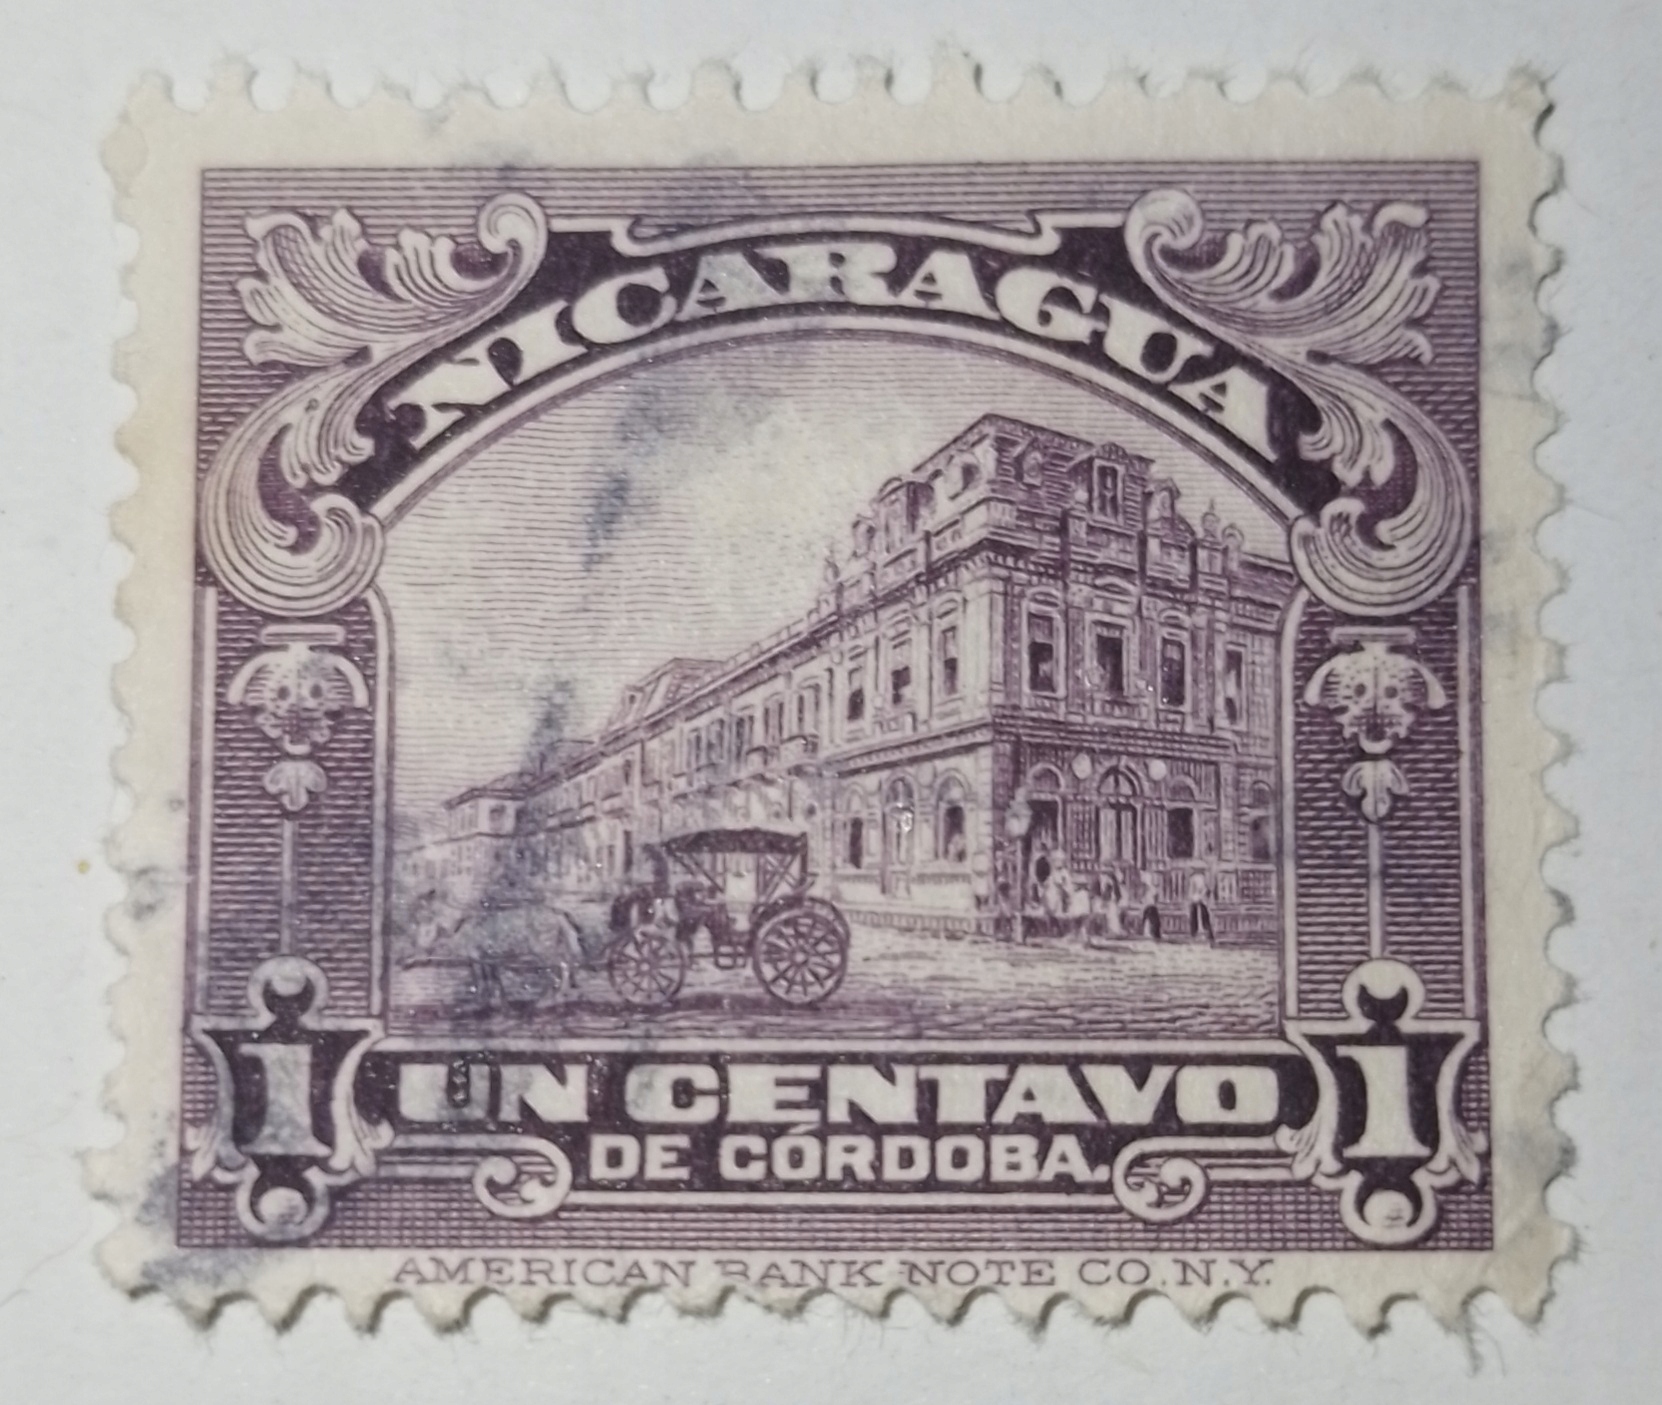 NICARAGUA
1 UN CENTAVO 1
DE CÓRDOBA.
AMERICAN BANK NOTE CO. N.Y.